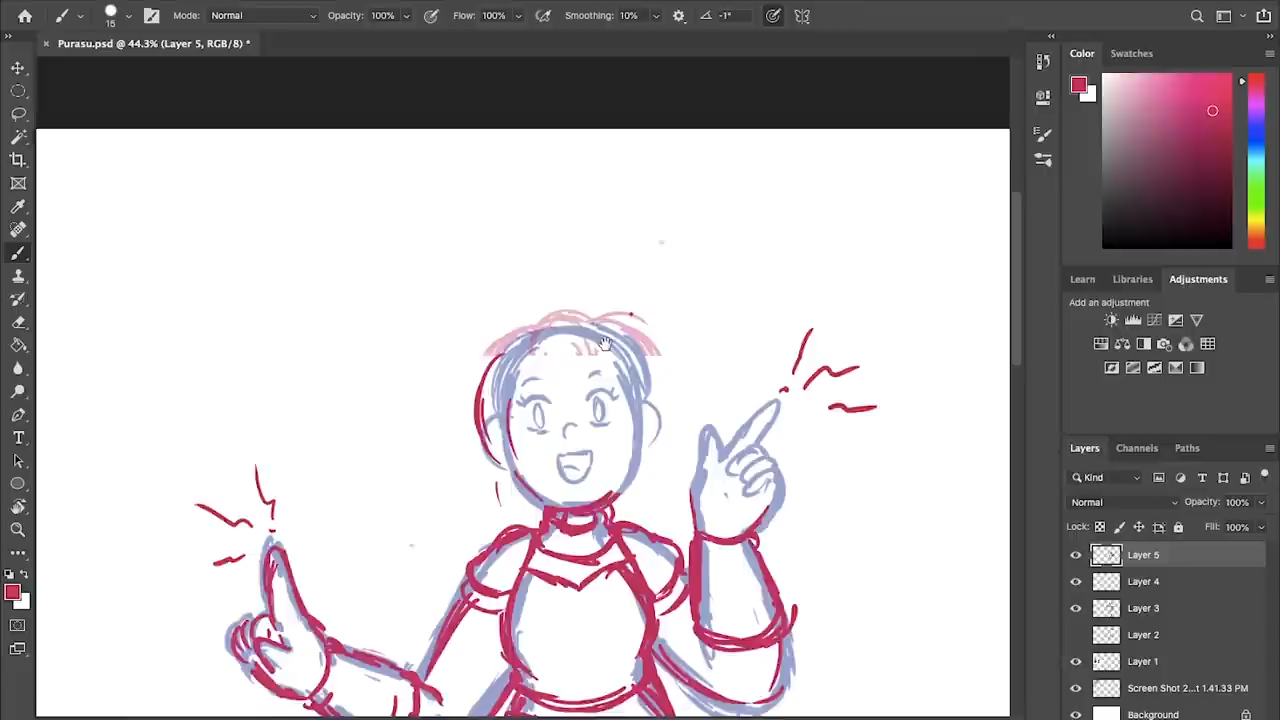 15 Mode: Normal Opacity: 100% Flow: 100% Smoothing: 10% -1°
× Purasu.psd @ 44.3% (Layer 5, RGB/8) *
Color Swatches
Learn Libraries Adjustments
Add an adjustment
Layers Channels Paths
Kind
Normal Opacity: 100%
Lock: Fill: 100%
Layer 5
Layer 4
Layer 3
Layer 2
Layer 1
Screen Shot 2...t 1.41.33 PM
Background